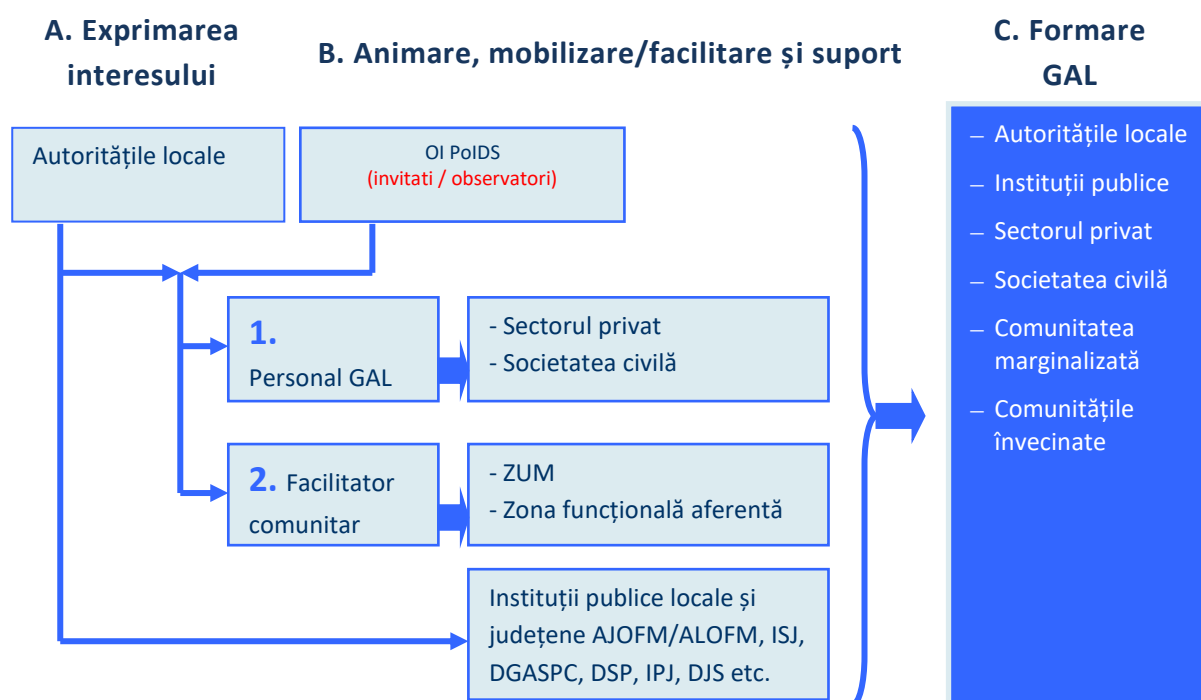 A. Exprimarea
interesului
B. Animare, mobilizare/facilitare și suport
C. Formare
GAL
Autoritățile locale
OI PoIDS
(invitati / observatori)
1.
Personal GAL
- Sectorul privat
- Societatea civilă
2. Facilitator
comunitar
- ZUM
- Zona funcțională aferentă
Instituții publice locale și
județene AJOFM/ALOFM, ISJ,
DGASPC, DSP, IPJ, DJS etc.
– Autoritățile locale
– Instituții publice
– Sectorul privat
– Societatea civilă
– Comunitatea
marginalizată
– Comunitățile
învecinate